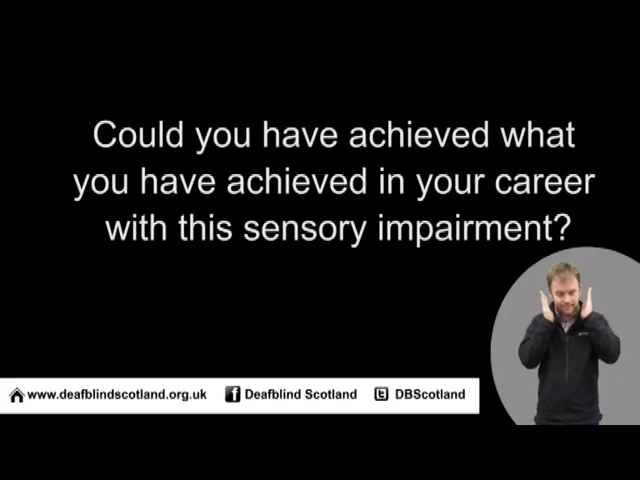 Could you have achieved what
you have achieved in your career
with this sensory impairment?
www.deafblindscotland.org.uk Deafblind Scotland DBScotland